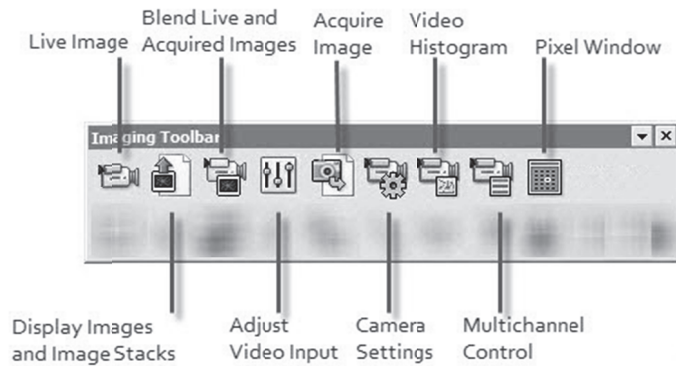 Live Image
Blend Live and
Acquired Images
Acquire
Image
Video
Histogram
Pixel Window
Imaging Toolbar
Display Images
and Image Stacks
Adjust
Video Input
Camera
Settings
Multichannel
Control